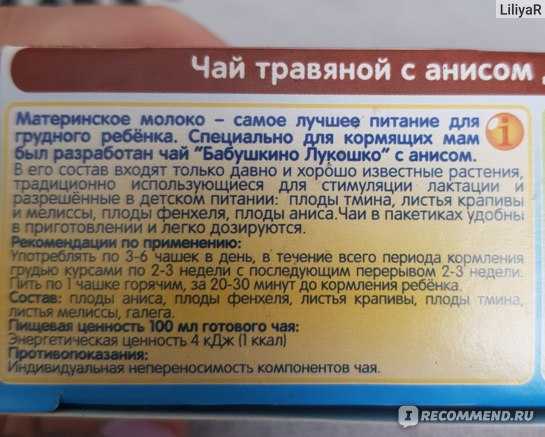 LiliyaR
Чай травяной с анисом
Материнское молоко – самое лучшее питание для
грудного ребёнка. Специально для кормящих мам
был разработан чай "Бабушкино Лукошко" с анисом.
В его состав входят только давно и хорошо известные растения,
традиционно использующиеся для стимуляции лактации и
разрешённые в детском питании: плоды тмина, листья крапивы
и мелиссы, плоды фенхеля, плоды аниса.Чаи в пакетиках удобны
в приготовлении и легко дозируются.
Рекомендации по применению:
Употреблять по 3-6 чашек в день, в течение всего периода кормления
грудью курсами по 2-3 недели с последующим перерывом 2-3 недели.
Пить по 1 чашке горячим, за 20-30 минут до кормления ребёнка.
Состав: плоды аниса, плоды фенхеля, листья крапивы, плоды тмина,
листья мелиссы, галега.
Пищевая ценность 100 мл готового чая:
Энергетическая ценность 4 кДж (1 ккал)
Противопоказания:
Индивидуальная непереносимость компонентов чая.
i
RECOMMEND.RU